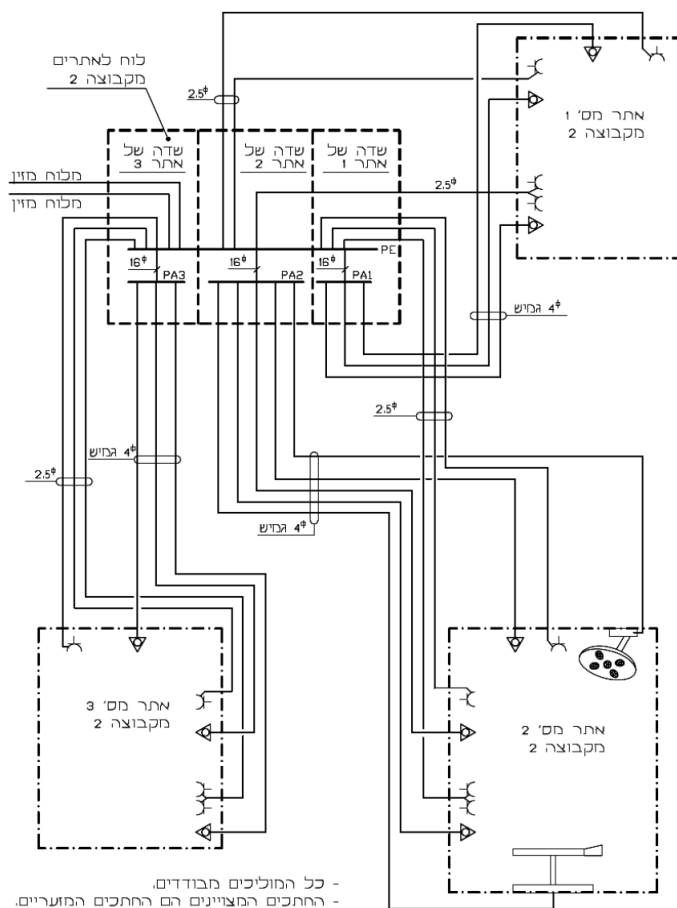 לוח לאתרים
מקבוצה 2
2.5ᶲ
אתר מס' 1
מקבוצה 2
שדה של
אתר 3
שדה של
אתר 2
שדה של
אתר 1
מלוח מזין
מלוח מזין
2.5ᶲ
PE
16ᶲ
16ᶲ
16ᶲ
PA3
PA2
PA1
4ᶲ גמיש
2.5ᶲ
4ᶲ גמיש
2.5ᶲ
4ᶲ גמיש
אתר מס' 3
מקבוצה 2
אתר מס' 2
מקבוצה 2
- כל המוליכים מבודדים.
- החתכים המצויינים הם החתכים המזעריים.